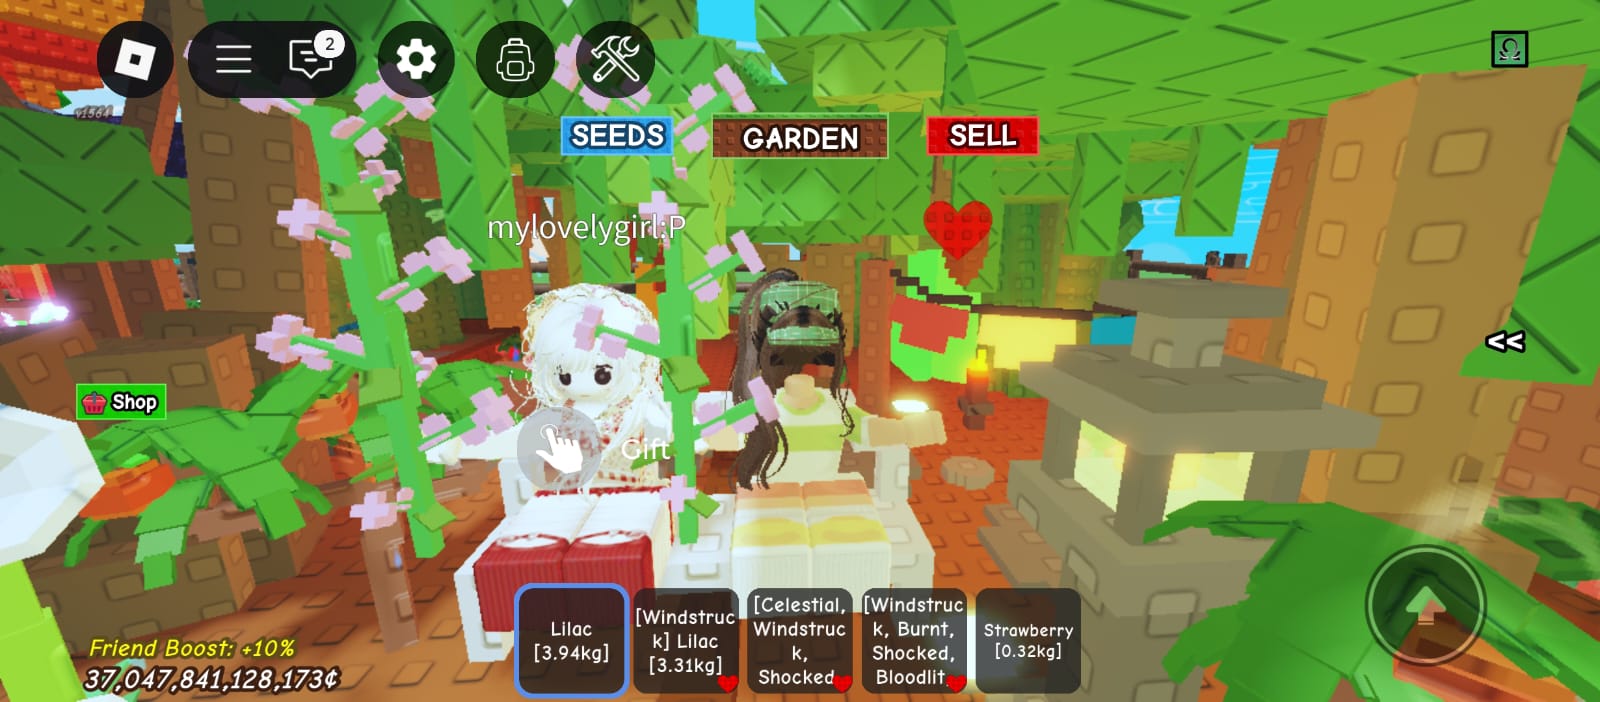 2
v1564
SEEDS
GARDEN
SELL
mylovelygirl:P
<<
Shop
Gift
Friend Boost: +10%
37,047,841,128,173¢
Lilac
[3.94kg]
[Windstruc
k] Lilac
[3.31kg]
[Celestial,
Windstruc
k,
Shocked,
[Windstruc
k, Burnt,
Shocked,
Bloodlit,
Strawberry
[0.32kg]